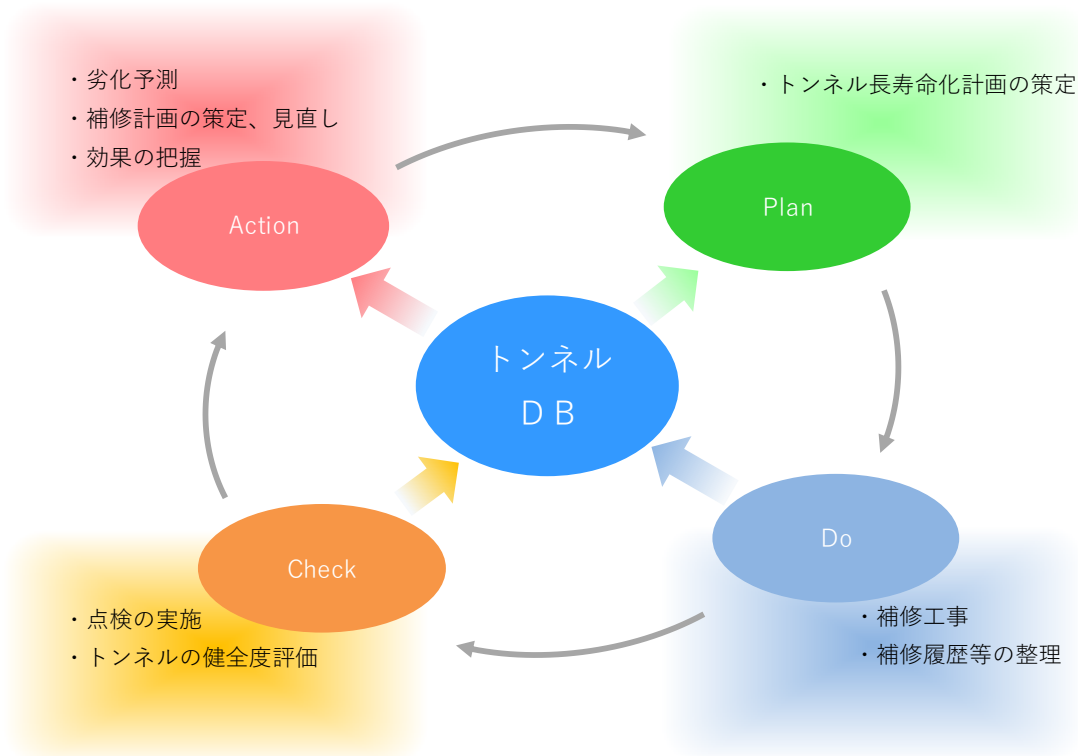 ・劣化予測
・補修計画の策定、見直し
・効果の把握
Action
・トンネル長寿命化計画の策定
Plan
トンネル
ＤＢ
Check
・点検の実施
・トンネルの健全度評価
Do
・補修工事
・補修履歴等の整理